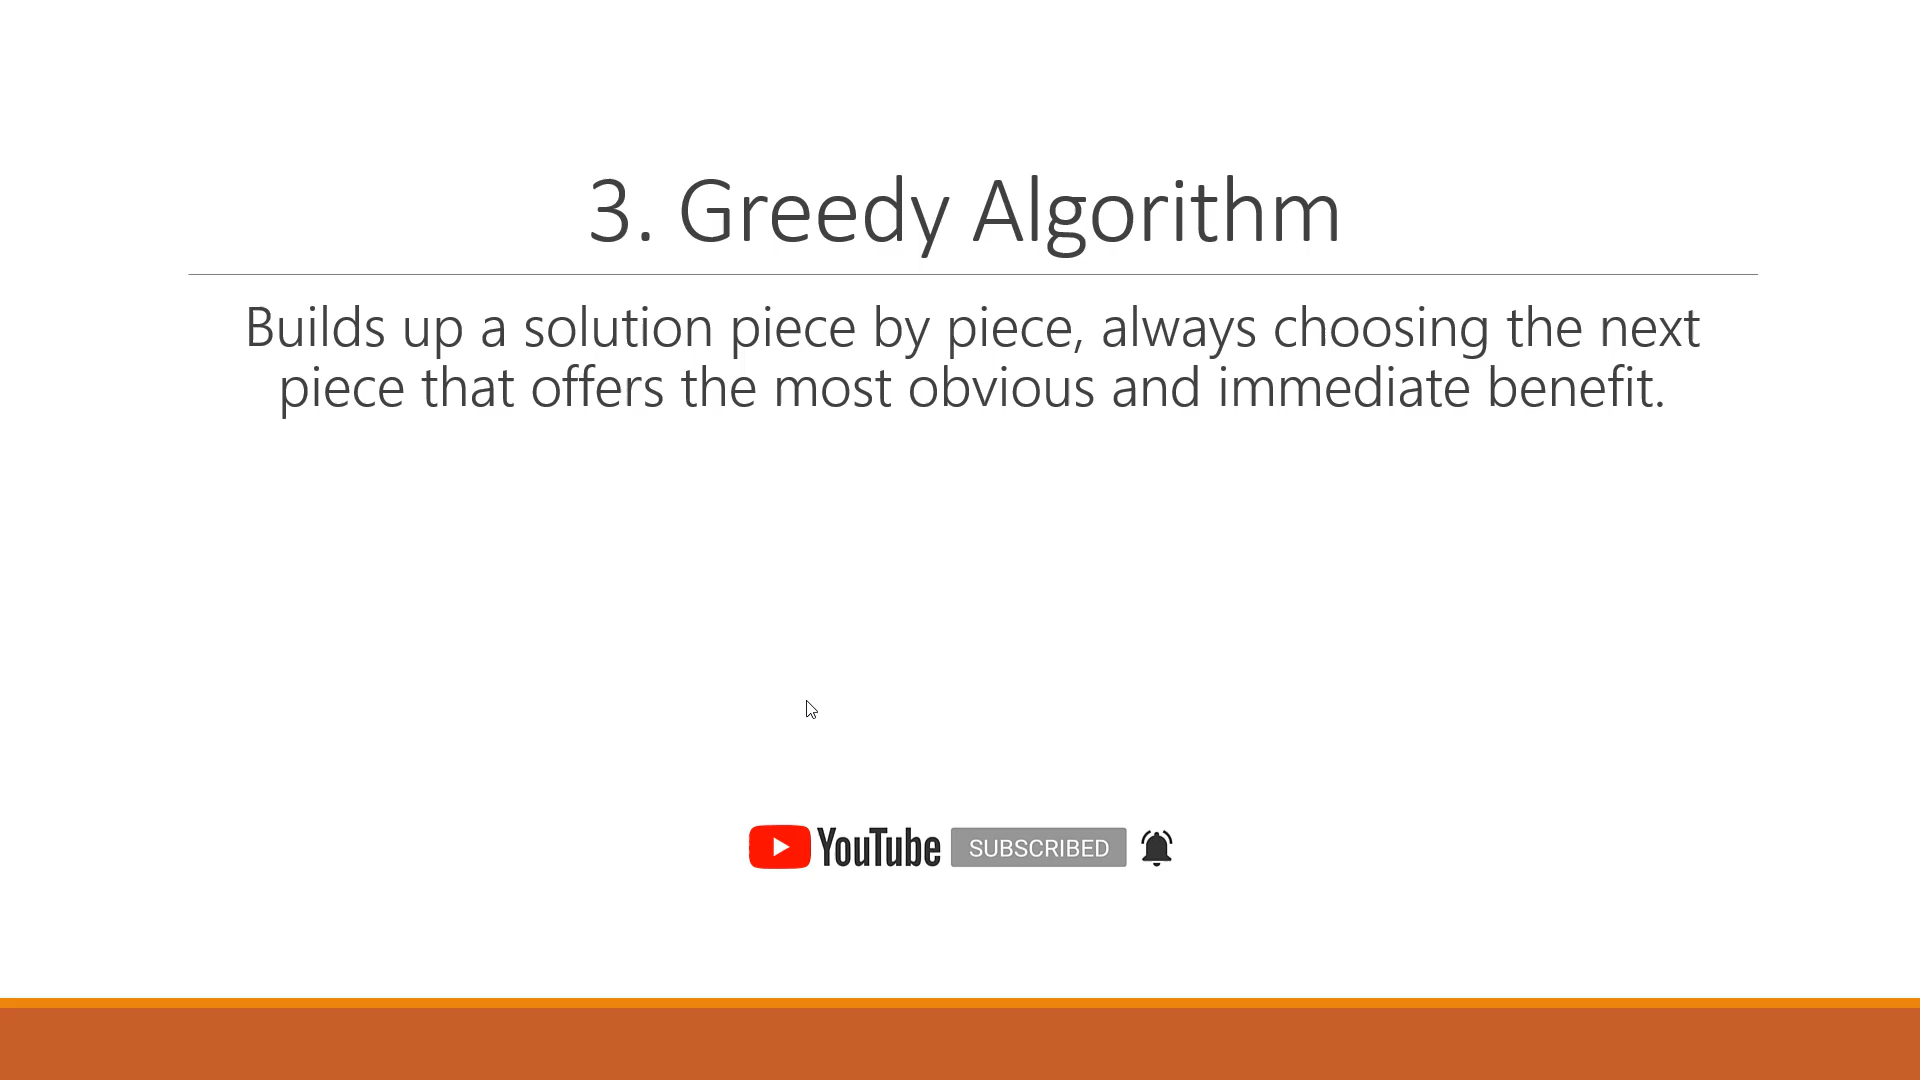 3. Greedy Algorithm
Builds up a solution piece by piece, always choosing the next
piece that offers the most obvious and immediate benefit.
YouTube SUBSCRIBED